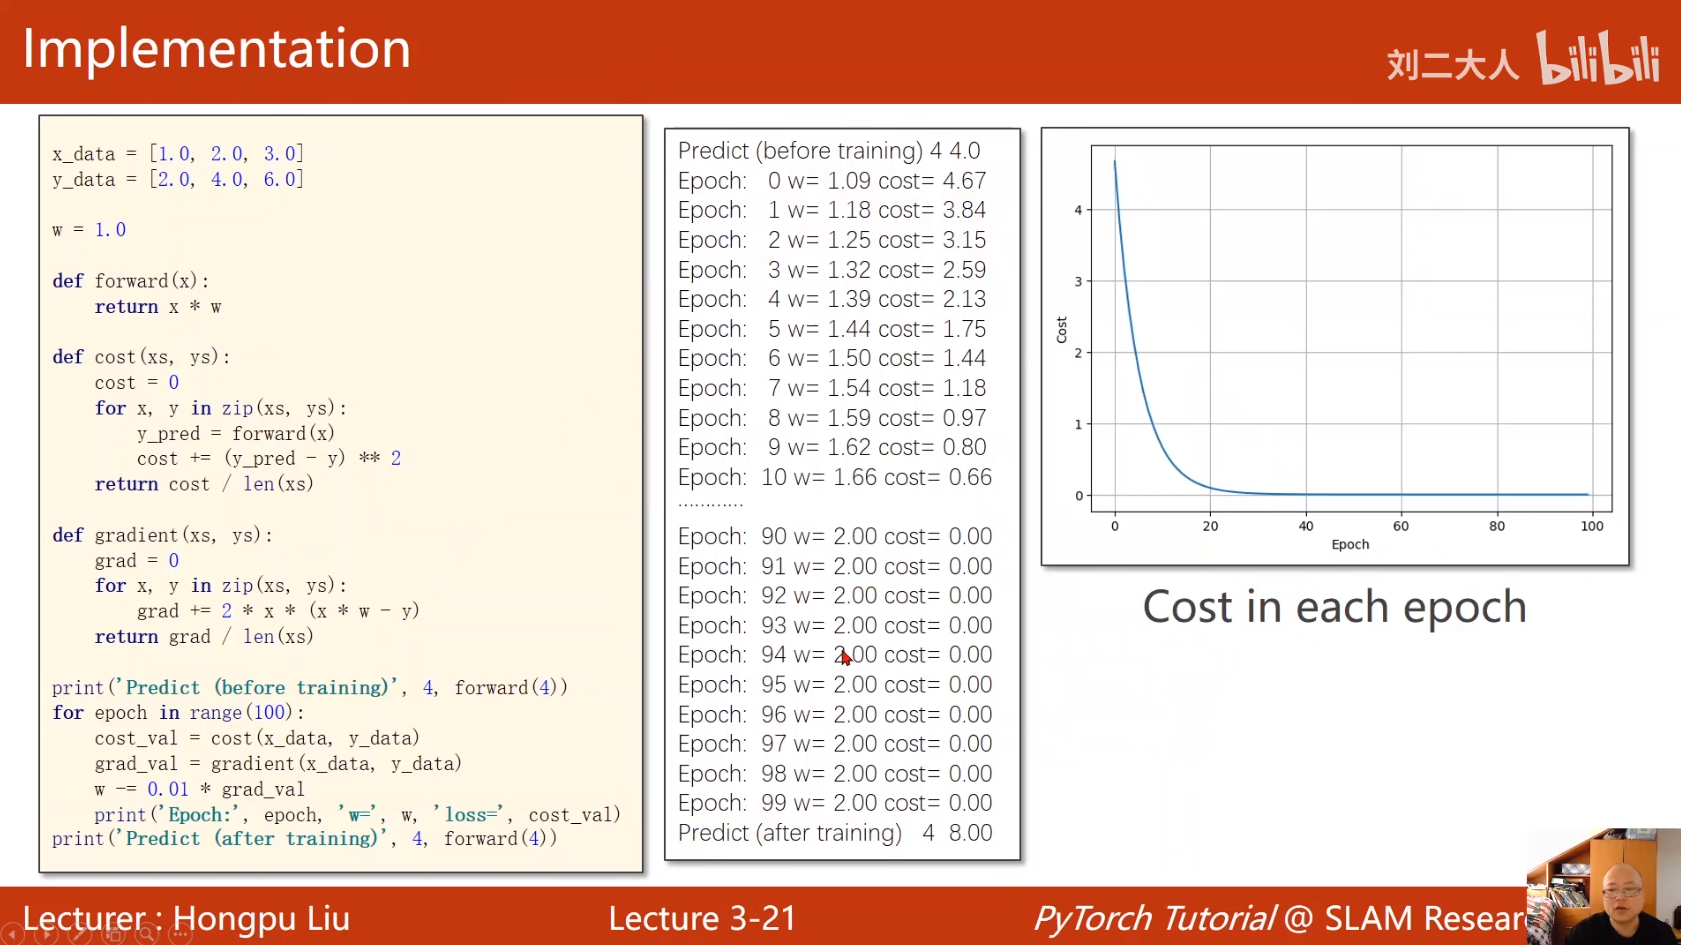 Implementation
刘二大人 bilibili
x_data = [1.0, 2.0, 3.0]
y_data = [2.0, 4.0, 6.0]
w = 1.0
def forward(x):
    return x * w
def cost(xs, ys):
    cost = 0
    for x, y in zip(xs, ys):
        y_pred = forward(x)
        cost += (y_pred - y) ** 2
    return cost / len(xs)
def gradient(xs, ys):
    grad = 0
    for x, y in zip(xs, ys):
        grad += 2 * x * (x * w - y)
    return grad / len(xs)
print('Predict (before training)', 4, forward(4))
for epoch in range(100):
    cost_val = cost(x_data, y_data)
    grad_val = gradient(x_data, y_data)
    w -= 0.01 * grad_val
    print('Epoch:', epoch, 'w=', w, 'loss=', cost_val)
print('Predict (after training)', 4, forward(4))
Predict (before training) 4 4.0
Epoch: 0 w= 1.09 cost= 4.67
Epoch: 1 w= 1.18 cost= 3.84
Epoch: 2 w= 1.25 cost= 3.15
Epoch: 3 w= 1.32 cost= 2.59
Epoch: 4 w= 1.39 cost= 2.13
Epoch: 5 w= 1.44 cost= 1.75
Epoch: 6 w= 1.50 cost= 1.44
Epoch: 7 w= 1.54 cost= 1.18
Epoch: 8 w= 1.59 cost= 0.97
Epoch: 9 w= 1.62 cost= 0.80
Epoch: 10 w= 1.66 cost= 0.66
............
Epoch: 90 w= 2.00 cost= 0.00
Epoch: 91 w= 2.00 cost= 0.00
Epoch: 92 w= 2.00 cost= 0.00
Epoch: 93 w= 2.00 cost= 0.00
Epoch: 94 w= 2.00 cost= 0.00
Epoch: 95 w= 2.00 cost= 0.00
Epoch: 96 w= 2.00 cost= 0.00
Epoch: 97 w= 2.00 cost= 0.00
Epoch: 98 w= 2.00 cost= 0.00
Epoch: 99 w= 2.00 cost= 0.00
Predict (after training) 4 8.00
4
3
2
1
0
Cost
0 20 40 60 80 100
Epoch
Cost in each epoch
Lecturer : Hongpu Liu
Lecture 3-21
PyTorch Tutorial @ SLAM Resear